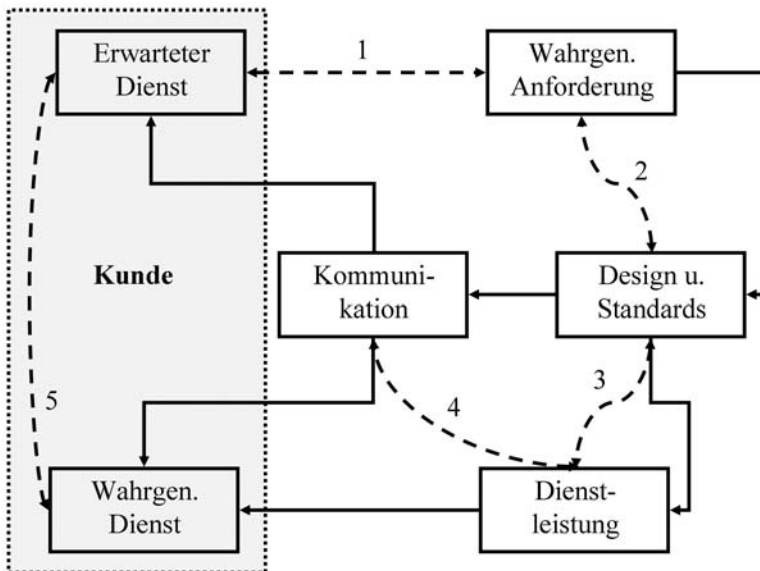 Erwarteter
Dienst
1
Wahrgen.
Anforderung
2
Kunde
Kommuni-
kation
Design u.
Standards
5
4
3
Wahrgen.
Dienst
Dienst-
leistung